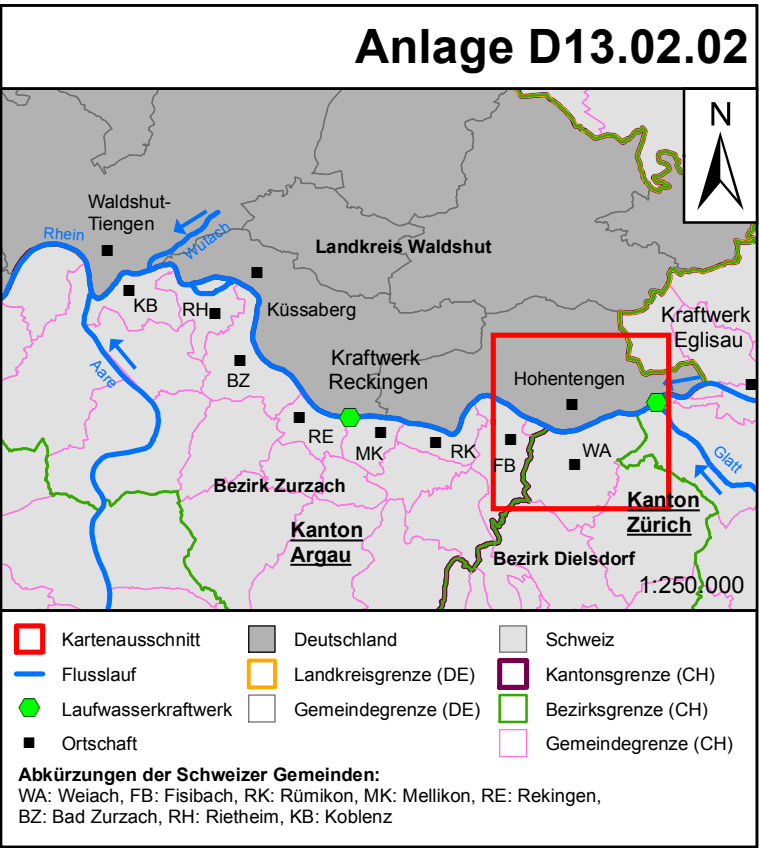 Anlage D13.02.02
N
Waldshut-
Tiengen
Rhein
Wutach
Landkreis Waldshut
KB
RH
Küssaberg
Kraftwerk
Eglisau
Aare
BZ
Kraftwerk
Reckingen
Hohentengen
RE
MK
RK
FB
WA
Glatt
Bezirk Zurzach
Kanton
Zürich
Kanton
Argau
Bezirk Dielsdorf
1:250.000
Kartenausschnitt
Deutschland
Schweiz
Flusslauf
Landkreisgrenze (DE)
Kantonsgrenze (CH)
Laufwasserkraftwerk
Gemeindegrenze (DE)
Bezirksgrenze (CH)
Ortschaft
Gemeindegrenze (CH)
Abkürzungen der Schweizer Gemeinden:
WA: Weiach, FB: Fisibach, RK: Rümikon, MK: Mellikon, RE: Rekingen,
BZ: Bad Zurzach, RH: Rietheim, KB: Koblenz